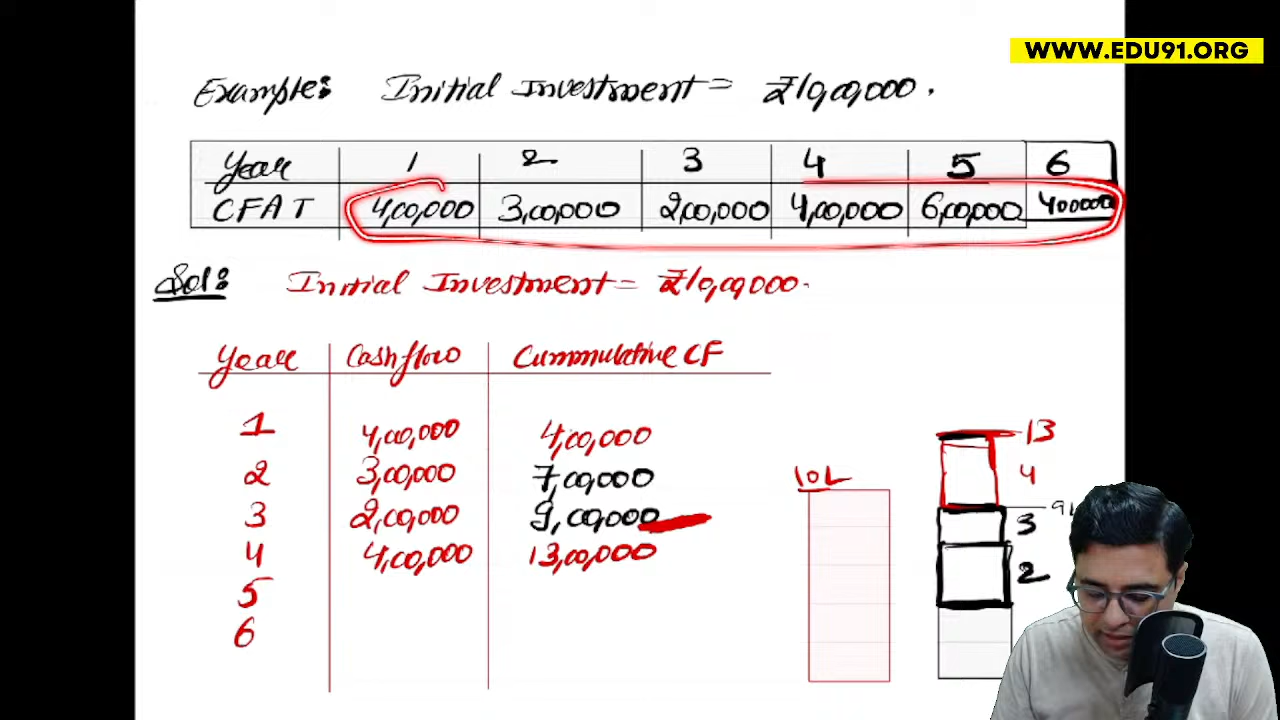 WWW.EDU91.ORG
Example: Initial Investment = ₹10,00,000.
Year 1 2 3 4 5 6
CFAT 4,00,000 3,00,000 2,00,000 4,00,000 6,00,000 400000
Sol: Initial Investment = ₹10,00,000.
Year Cashflow Cummulative CF
1 4,00,000 4,00,000
2 3,00,000 7,00,000
3 2,00,000 9,00,000
4 4,00,000 13,00,000
5
6
10L
13
4
3
2